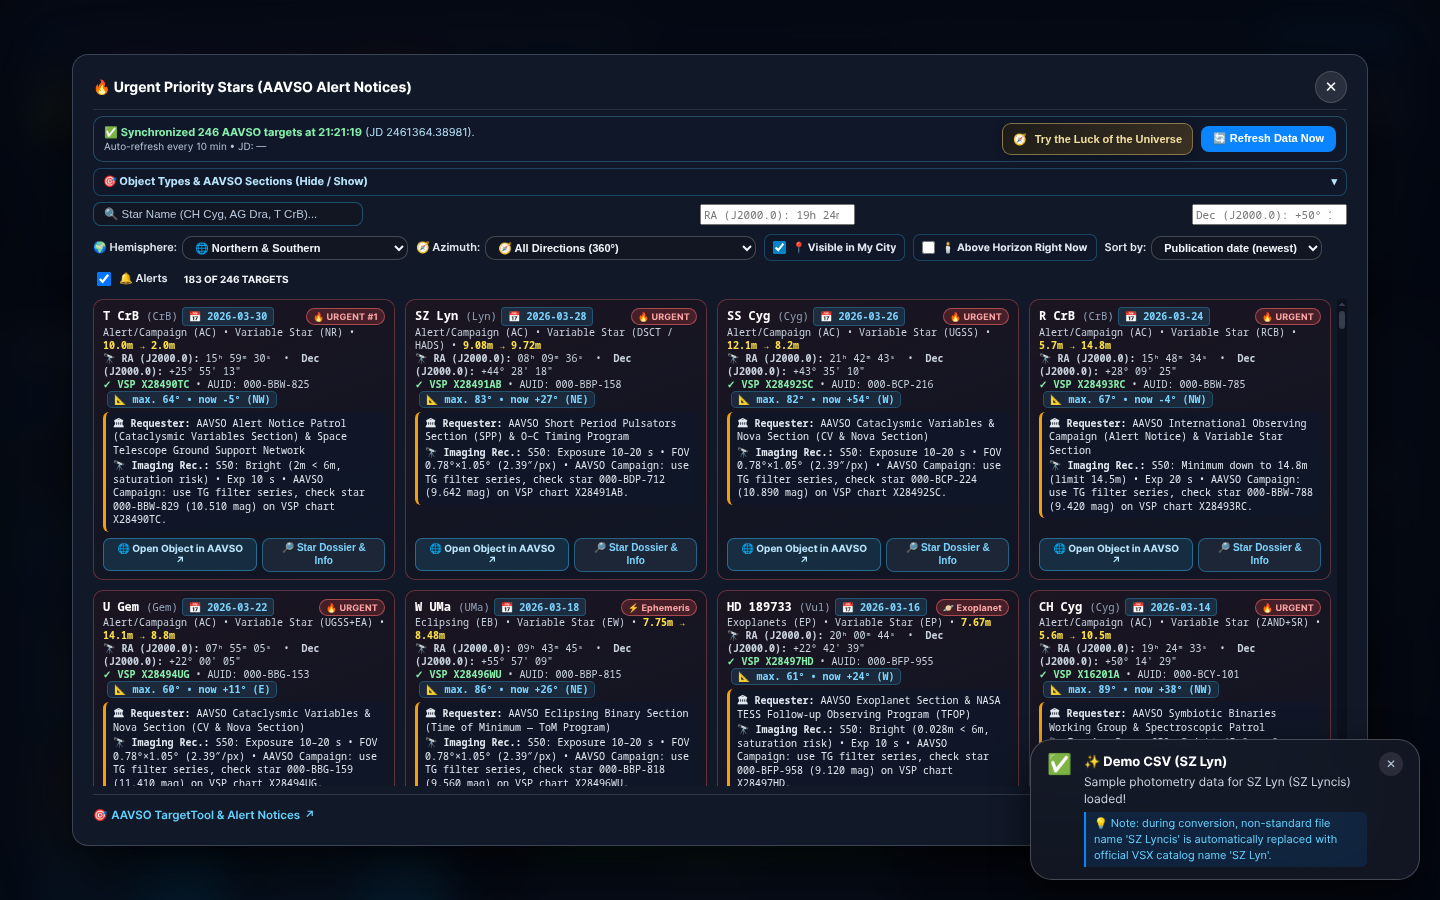 🔥 Urgent Priority Stars (AAVSO Alert Notices)
✕
✅ Synchronized 246 AAVSO targets at 21:21:19 (JD 2461364.38981).
Auto-refresh every 10 min • JD: —
🧭 Try the Luck of the Universe
🔄 Refresh Data Now
🎯 Object Types & AAVSO Sections (Hide / Show)
▼
🔍 Star Name (CH Cyg, AG Dra, T CrB)...
RA (J2000.0): 19h 24m
Dec (J2000.0): +50° :
🌍 Hemisphere: 🌐 Northern & Southern 🧭 Azimuth: 🧭 All Directions (360°) 📍 Visible in My City 🕯 Above Horizon Right Now Sort by: Publication date (newest)
🔔 Alerts 183 OF 246 TARGETS
T CrB (CrB) 📅 2026-03-30 🔥 URGENT #1
Alert/Campaign (AC) • Variable Star (NR) •
10.0m → 2.0m
🔭 RA (J2000.0): 15ʰ 59ᵐ 30ˢ • Dec
(J2000.0): +25° 55' 13"
✓ VSP X28490TC • AUID: 000-BBW-825
📐 max. 64° • now -5° (NW)
🏛 Requester: AAVSO Alert Notice Patrol
(Cataclysmic Variables Section) & Space
Telescope Ground Support Network
🔭 Imaging Rec.: S50: Bright (2m < 6m,
saturation risk) • Exp 10 s • AAVSO
Campaign: use TG filter series, check star
000-BBW-829 (10.510 mag) on VSP chart
X28490TC.
🌐 Open Object in AAVSO
↗
🔎 Star Dossier &
Info
SZ Lyn (Lyn) 📅 2026-03-28 🔥 URGENT
Alert/Campaign (AC) • Variable Star (DSCT /
HADS) • 9.08m → 9.72m
🔭 RA (J2000.0): 08ʰ 09ᵐ 36ˢ • Dec
(J2000.0): +44° 28' 18"
✓ VSP X28491AB • AUID: 000-BBP-158
📐 max. 83° • now +27° (NE)
🏛 Requester: AAVSO Short Period Pulsators
Section (SPP) & O–C Timing Program
🔭 Imaging Rec.: S50: Exposure 10–20 s • FOV
0.78°×1.05° (2.39″/px) • AAVSO Campaign: use
TG filter series, check star 000-BDP-712
(9.642 mag) on VSP chart X28491AB.
🌐 Open Object in AAVSO
↗
🔎 Star Dossier &
Info
SS Cyg (Cyg) 📅 2026-03-26 🔥 URGENT
Alert/Campaign (AC) • Variable Star (UGSS) •
12.1m → 8.2m
🔭 RA (J2000.0): 21ʰ 42ᵐ 43ˢ • Dec
(J2000.0): +43° 35' 10"
✓ VSP X28492SC • AUID: 000-BCP-216
📐 max. 82° • now +54° (W)
🏛 Requester: AAVSO Cataclysmic Variables &
Nova Section (CV & Nova Section)
🔭 Imaging Rec.: S50: Exposure 10–20 s • FOV
0.78°×1.05° (2.39″/px) • AAVSO Campaign: use
TG filter series, check star 000-BCP-224
(10.890 mag) on VSP chart X28492SC.
🌐 Open Object in AAVSO
↗
🔎 Star Dossier &
Info
R CrB (CrB) 📅 2026-03-24 🔥 URGENT
Alert/Campaign (AC) • Variable Star (RCB) •
5.7m → 14.8m
🔭 RA (J2000.0): 15ʰ 48ᵐ 34ˢ • Dec
(J2000.0): +28° 09' 25"
✓ VSP X28493RC • AUID: 000-BBW-785
📐 max. 67° • now -4° (NW)
🏛 Requester: AAVSO International Observing
Campaign (Alert Notice) & Variable Star
Section
🔭 Imaging Rec.: S50: Minimum down to 14.8m
(limit 14.5m) • Exp 20 s • AAVSO Campaign:
use TG filter series, check star 000-BBW-788
(9.420 mag) on VSP chart X28493RC.
🌐 Open Object in AAVSO
↗
🔎 Star Dossier &
Info
U Gem (Gem) 📅 2026-03-22 🔥 URGENT
Alert/Campaign (AC) • Variable Star (UGSS+EA) •
14.1m → 8.8m
🔭 RA (J2000.0): 07ʰ 55ᵐ 05ˢ • Dec
(J2000.0): +22° 00' 05"
✓ VSP X28494UG • AUID: 000-BBG-153
📐 max. 60° • now +11° (E)
🏛 Requester: AAVSO Cataclysmic Variables &
Nova Section (CV & Nova Section)
🔭 Imaging Rec.: S50: Exposure 10–20 s • FOV
0.78°×1.05° (2.39″/px) • AAVSO Campaign: use
TG filter series, check star 000-BBG-159
(11.410 mag) on VSP chart X28494UG.
W UMa (UMa) 📅 2026-03-18 ⚡ Ephemeris
Eclipsing (EB) • Variable Star (EW) • 7.75m →
8.48m
🔭 RA (J2000.0): 09ʰ 43ᵐ 45ˢ • Dec
(J2000.0): +55° 57' 09"
✓ VSP X28496WU • AUID: 000-BBP-815
📐 max. 86° • now +26° (NE)
🏛 Requester: AAVSO Eclipsing Binary Section
(Time of Minimum – ToM Program)
🔭 Imaging Rec.: S50: Exposure 10–20 s • FOV
0.78°×1.05° (2.39″/px) • AAVSO Campaign: use
TG filter series, check star 000-BBP-818
(9.560 mag) on VSP chart X28496WU.
HD 189733 (Vul) 📅 2026-03-16 🪐 Exoplanet
Exoplanets (EP) • Variable Star (EP) • 7.67m
🔭 RA (J2000.0): 20ʰ 00ᵐ 44ˢ • Dec
(J2000.0): +22° 42' 39"
✓ VSP X28497HD • AUID: 000-BFP-955
📐 max. 61° • now +24° (W)
🏛 Requester: AAVSO Exoplanet Section & NASA
TESS Follow-up Observing Program (TFOP)
🔭 Imaging Rec.: S50: Bright (0.028m < 6m,
saturation risk) • Exp 10 s • AAVSO
Campaign: use TG filter series, check star
000-BFP-958 (9.120 mag) on VSP chart
X28497HD.
CH Cyg (Cyg) 📅 2026-03-14 🔥 URGENT
Alert/Campaign (AC) • Variable Star (ZAND+SR) •
5.6m → 10.5m
🔭 RA (J2000.0): 19ʰ 24ᵐ 33ˢ • Dec
(J2000.0): +50° 14' 29"
✓ VSP X16201A • AUID: 000-BCY-101
📐 max. 89° • now +38° (NW)
🏛 Requester: AAVSO Symbiotic Binaries
Working Group & Spectroscopic Patrol
🎯 AAVSO TargetTool & Alert Notices ↗
✅ ✨ Demo CSV (SZ Lyn) ✕
Sample photometry data for SZ Lyn (SZ Lyncis)
loaded!
💡 Note: during conversion, non-standard file
name 'SZ Lyncis' is automatically replaced with
official VSX catalog name 'SZ Lyn'.